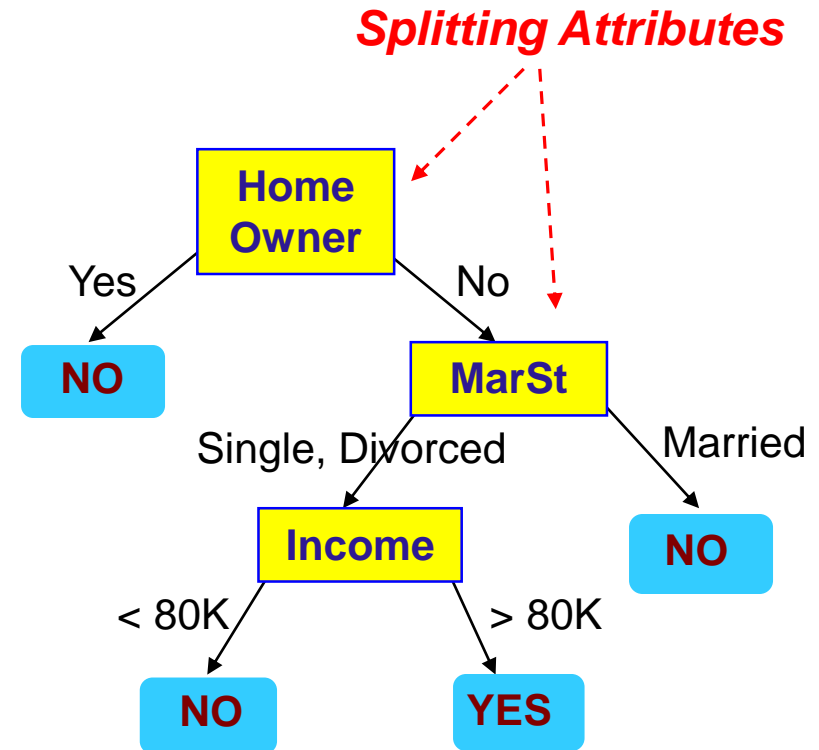 Splitting Attributes
Home
Owner
Yes
No
NO
MarSt
Single, Divorced
Married
Income
NO
< 80K
> 80K
NO
YES